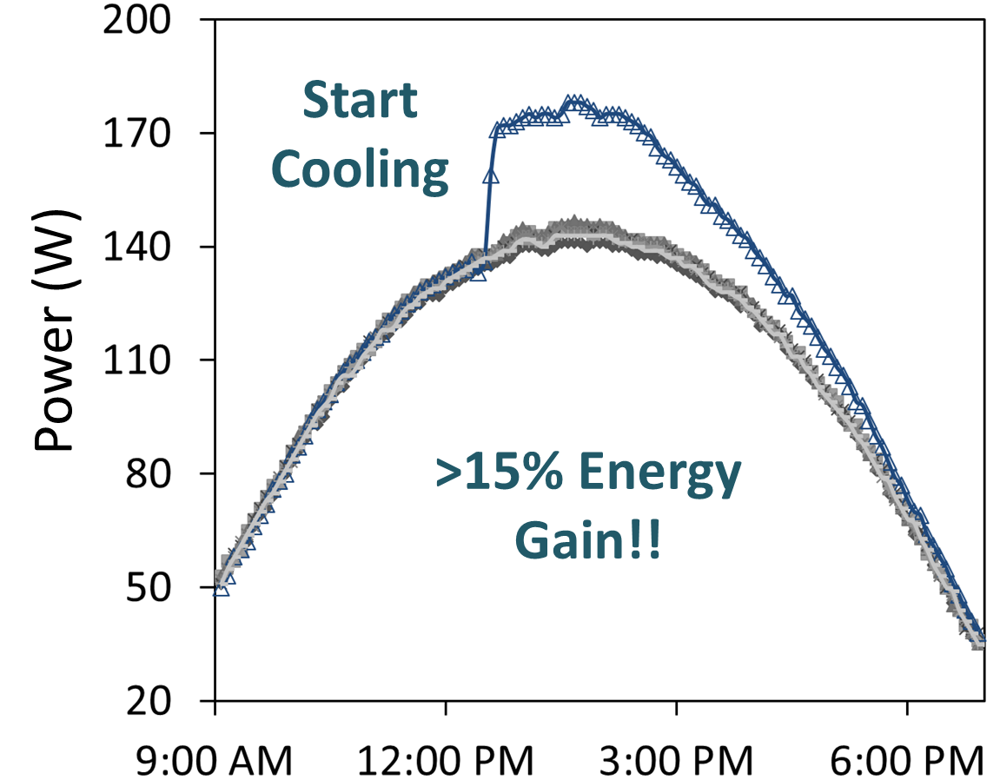 200
170
140
110
80
50
20
Power (W)
Start
Cooling
>15% Energy
Gain!!
9:00 AM
12:00 PM
3:00 PM
6:00 PM